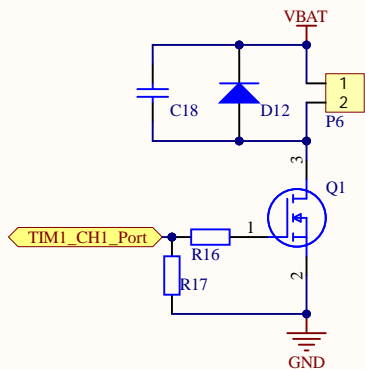 VBAT
1
2
C18
D12
P6
3
Q1
TIM1_CH1_Port
1
R16
2
R17
GND